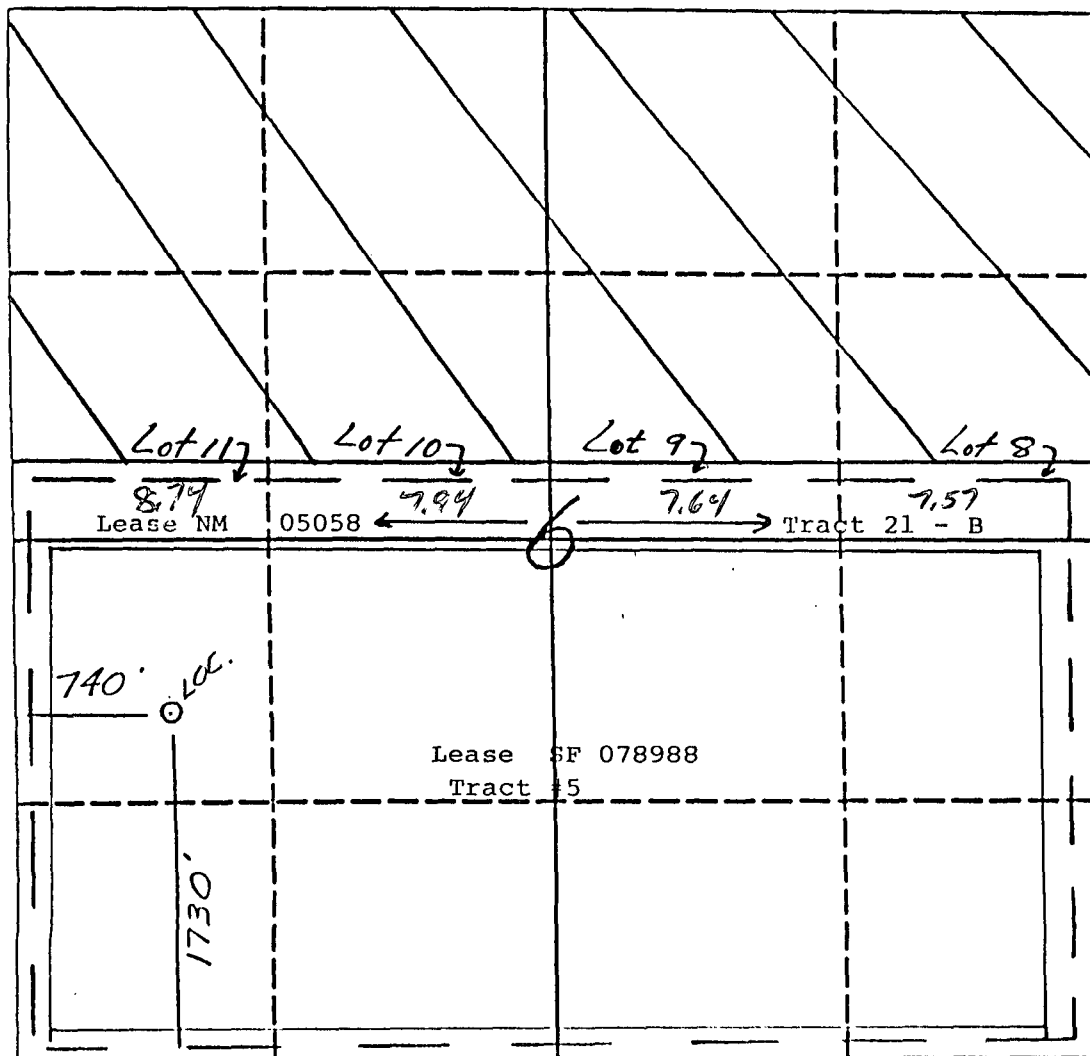 Lot 11 Lot 10 Lot 9 Lot 8
8.74 7.94 7.64 7.57
Lease NM 05058 Tract 21 - B
6
740' LOC.
Lease SF 078988
Tract #5
1730'